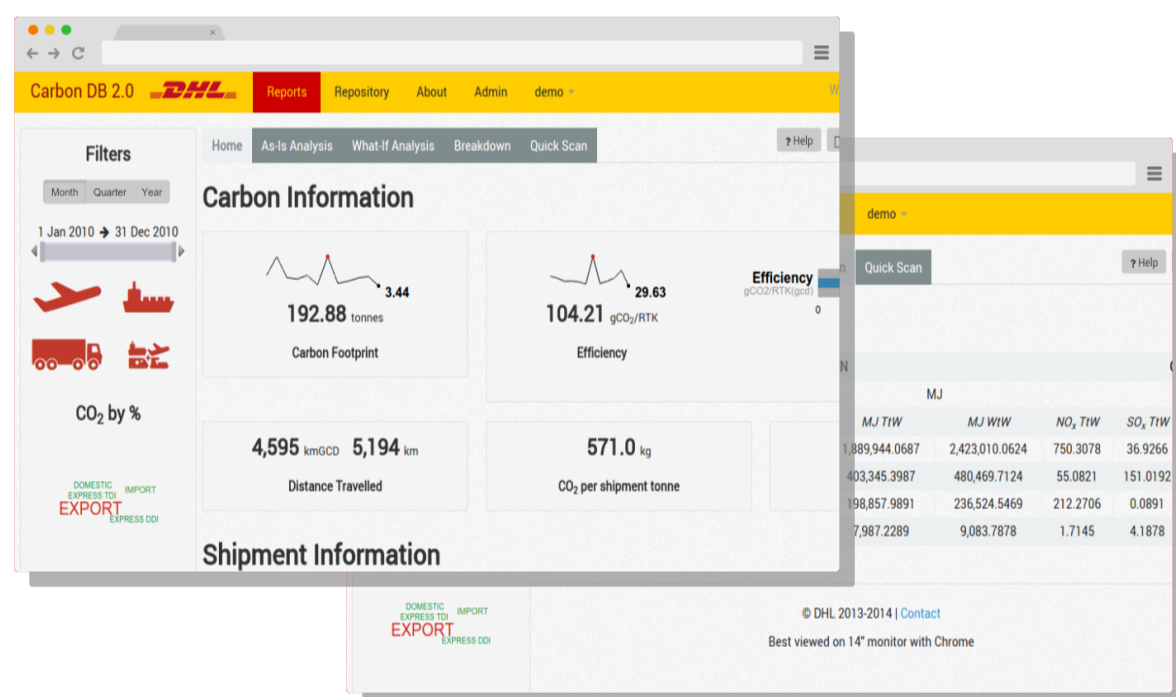 Carbon DB 2.0 DHL Reports Repository About Admin demo W
Filters
Month Quarter Year
1 Jan 2010 → 31 Dec 2010
CO2 by %
DOMESTIC
EXPRESS TDI IMPORT
EXPORT
EXPRESS DDI
Home As-Is Analysis What-If Analysis Breakdown Quick Scan ? Help
Carbon Information
3.44
192.88 tonnes
Carbon Footprint
29.63
104.21 gCO2/RTK
Efficiency
Efficiency
gCO2/RTK(gcd)
0
4,595 kmGCD 5,194 km
Distance Travelled
571.0 kg
CO2 per shipment tonne
Shipment Information
demo
n Quick Scan ? Help
N
MJ
MJ TtW MJ WtW NOx TtW SOx TtW
1,889,944.0687 2,423,010.0624 750.3078 36.9266
403,345.3987 480,469.7124 55.0821 151.0192
198,857.9891 236,524.5469 212.2706 0.0891
7,987.2289 9,083.7878 1.7145 4.1878
DOMESTIC
EXPRESS TDI IMPORT
EXPORT
EXPRESS DDI
© DHL 2013-2014 | Contact
Best viewed on 14" monitor with Chrome